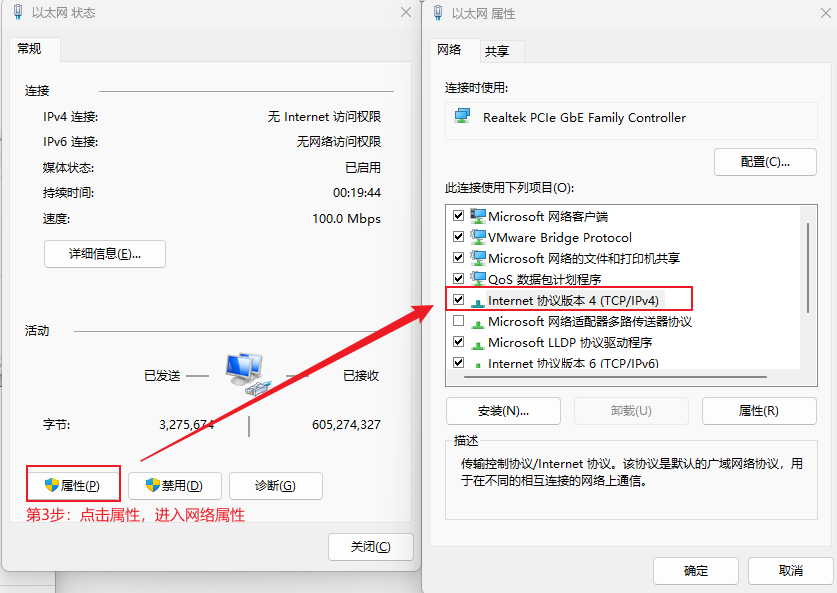 以太网 状态
常规
连接
IPv4 连接: 无 Internet 访问权限
IPv6 连接: 无网络访问权限
媒体状态: 已启用
持续时间: 00:19:44
速度: 100.0 Mbps
详细信息(E)...
活动
已发送 已接收
字节: 3,275,674 605,274,327
属性(P) 禁用(D) 诊断(G)
第3步：点击属性，进入网络属性
关闭(C)
以太网 属性
网络 共享
连接时使用:
Realtek PCIe GbE Family Controller
配置(C)...
此连接使用下列项目(O):
Microsoft 网络客户端
VMware Bridge Protocol
Microsoft 网络的文件和打印机共享
QoS 数据包计划程序
Internet 协议版本 4 (TCP/IPv4)
Microsoft 网络适配器多路传送器协议
Microsoft LLDP 协议驱动程序
Internet 协议版本 6 (TCP/IPv6)
安装(N)... 卸载(U) 属性(R)
描述
传输控制协议/Internet 协议。该协议是默认的广域网络协议，用
于在不同的相互连接的网络上通信。
确定 取消